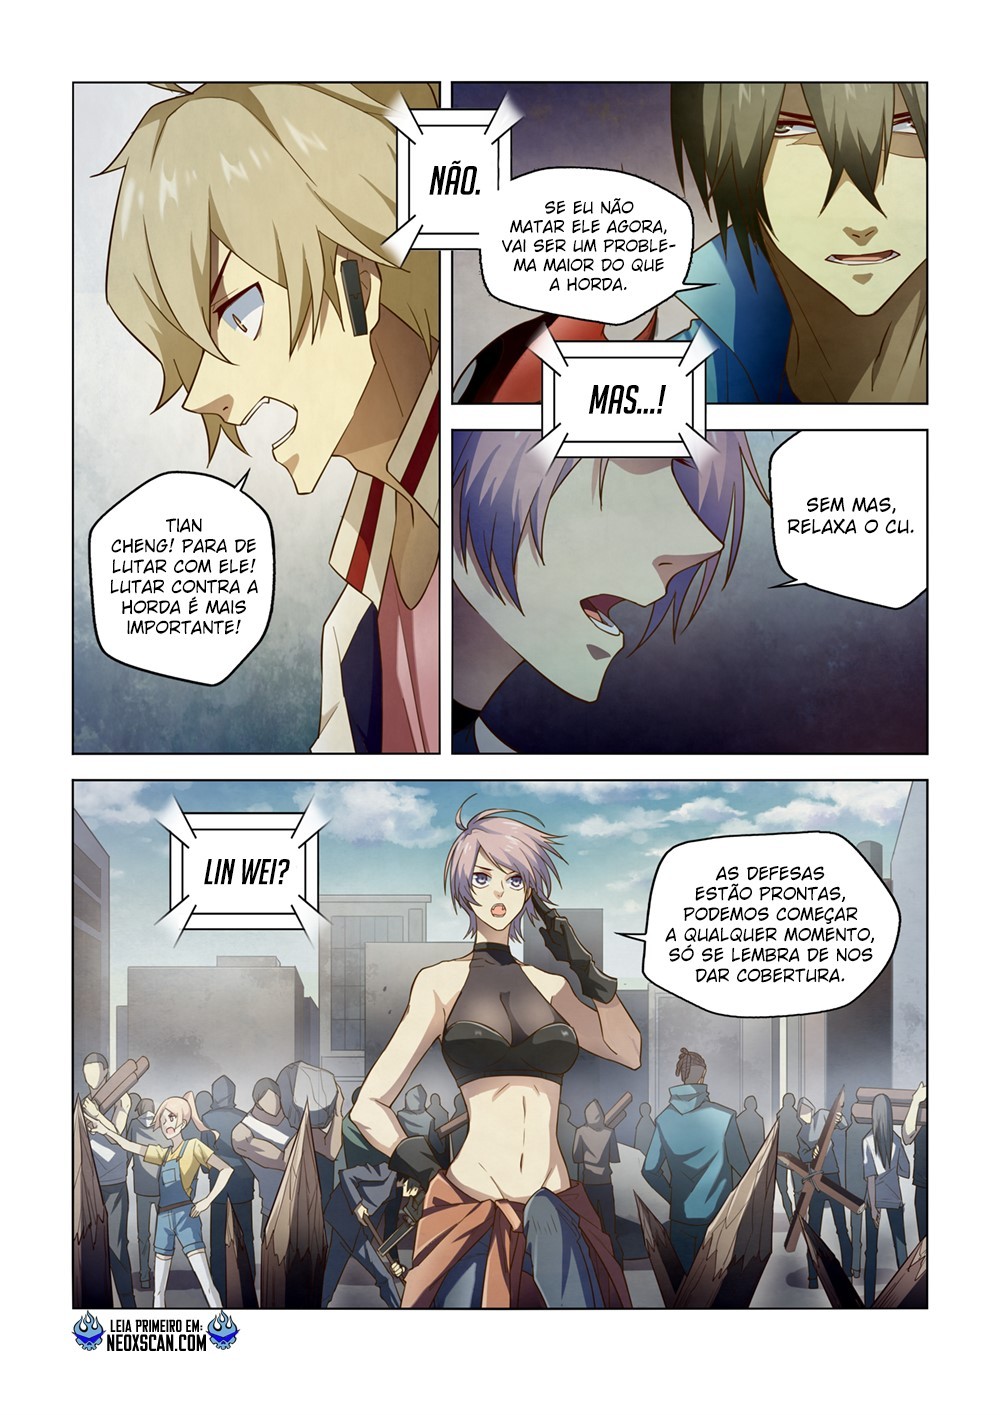 TIAN
CHENG! PARA DE
LUTAR COM ELE!
LUTAR CONTRA A
HORDA É MAIS
IMPORTANTE!
NÃO.
SE EU NÃO
MATAR ELE AGORA,
VAI SER UM PROBLE-
MA MAIOR DO QUE
A HORDA.
MAS...!
SEM MAS,
RELAXA O CU.
LIN WEI?
AS DEFESAS
ESTÃO PRONTAS,
PODEMOS COMEÇAR
A QUALQUER MOMENTO,
SÓ SE LEMBRA DE NOS
DAR COBERTURA.
LEIA PRIMEIRO EM:
NEOXSCAN.COM